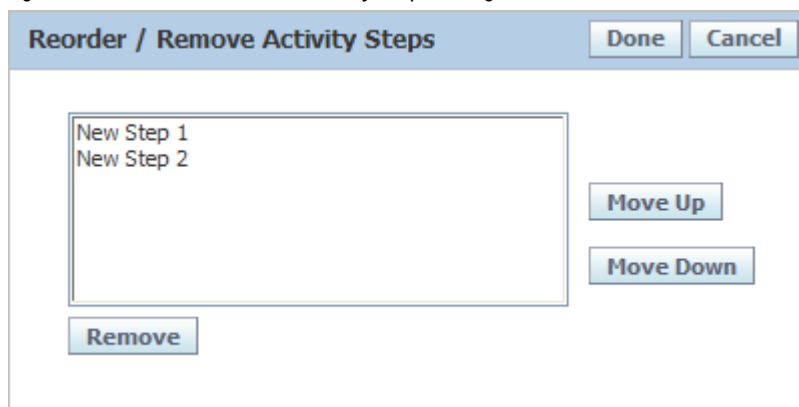 Reorder / Remove Activity Steps
Done
Cancel
New Step 1
New Step 2
Move Up
Move Down
Remove